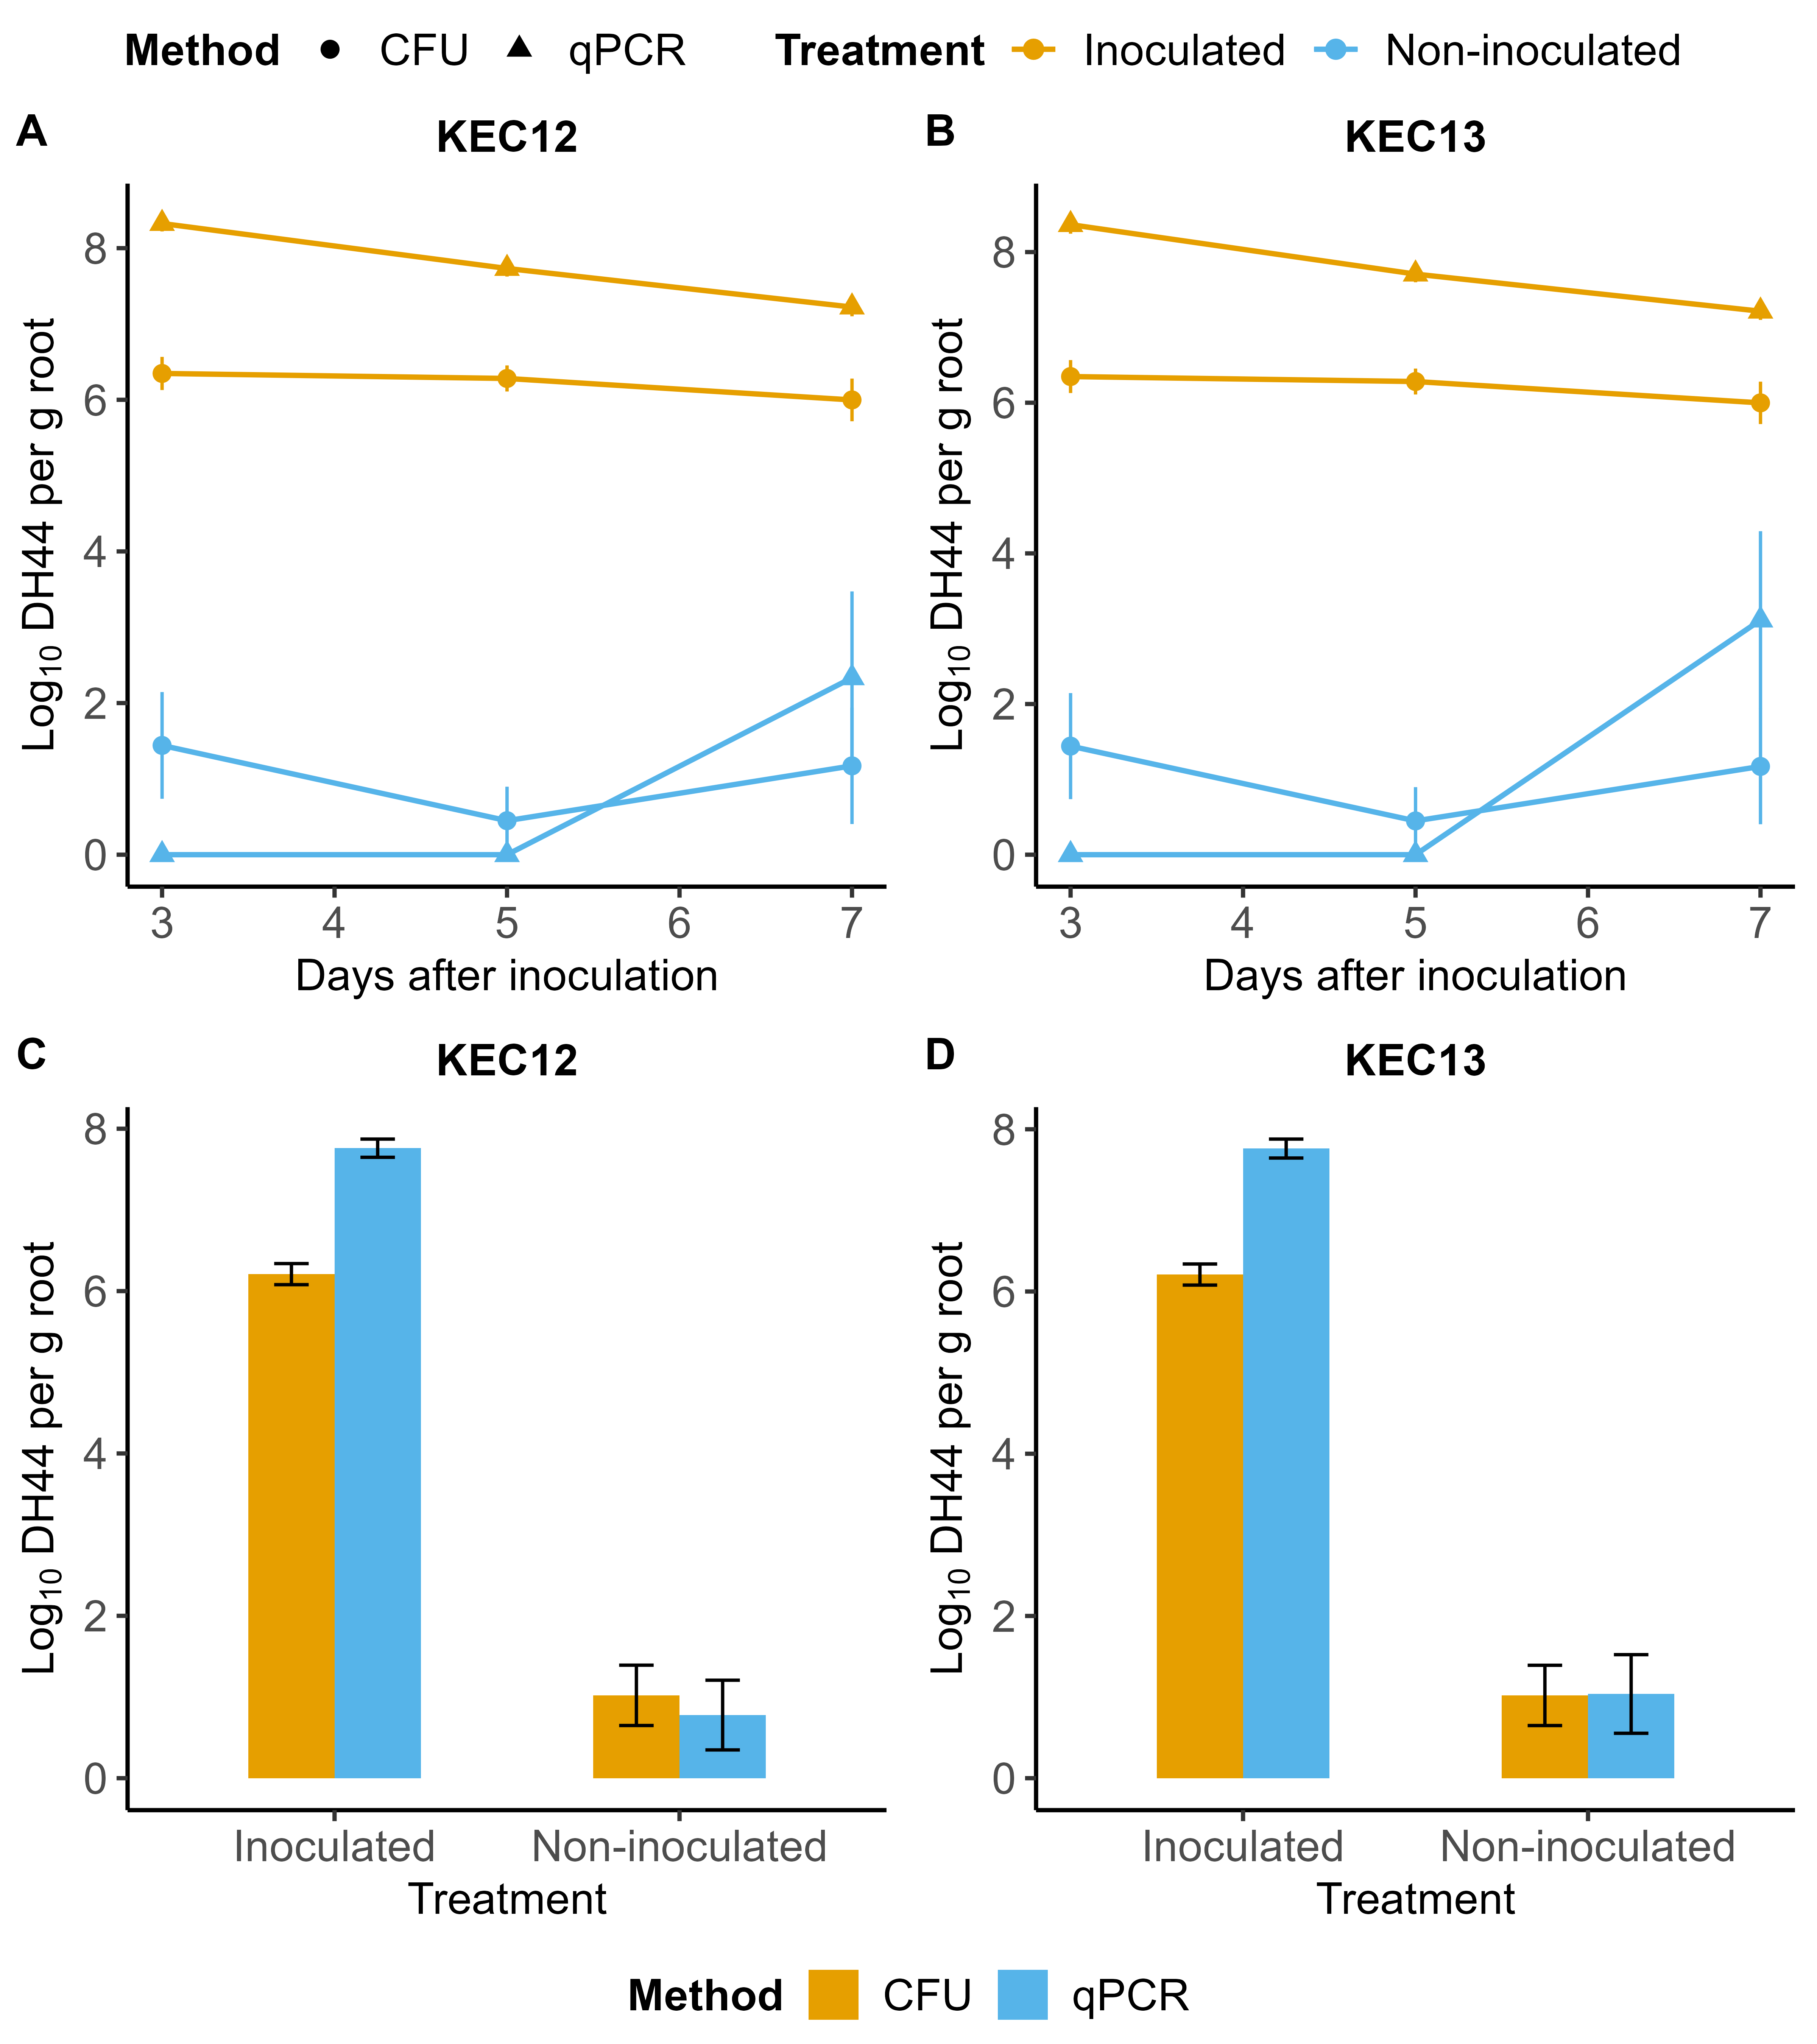 Method CFU qPCR Treatment Inoculated Non-inoculated
A KEC12
B KEC13
Log10 DH44 per g root
8
6
4
2
0
3 4 5 6 7
Days after inoculation
Log10 DH44 per g root
8
6
4
2
0
3 4 5 6 7
Days after inoculation
C KEC12
D KEC13
Log10 DH44 per g root
8
6
4
2
0
Inoculated Non-inoculated
Treatment
Log10 DH44 per g root
8
6
4
2
0
Inoculated Non-inoculated
Treatment
Method CFU qPCR